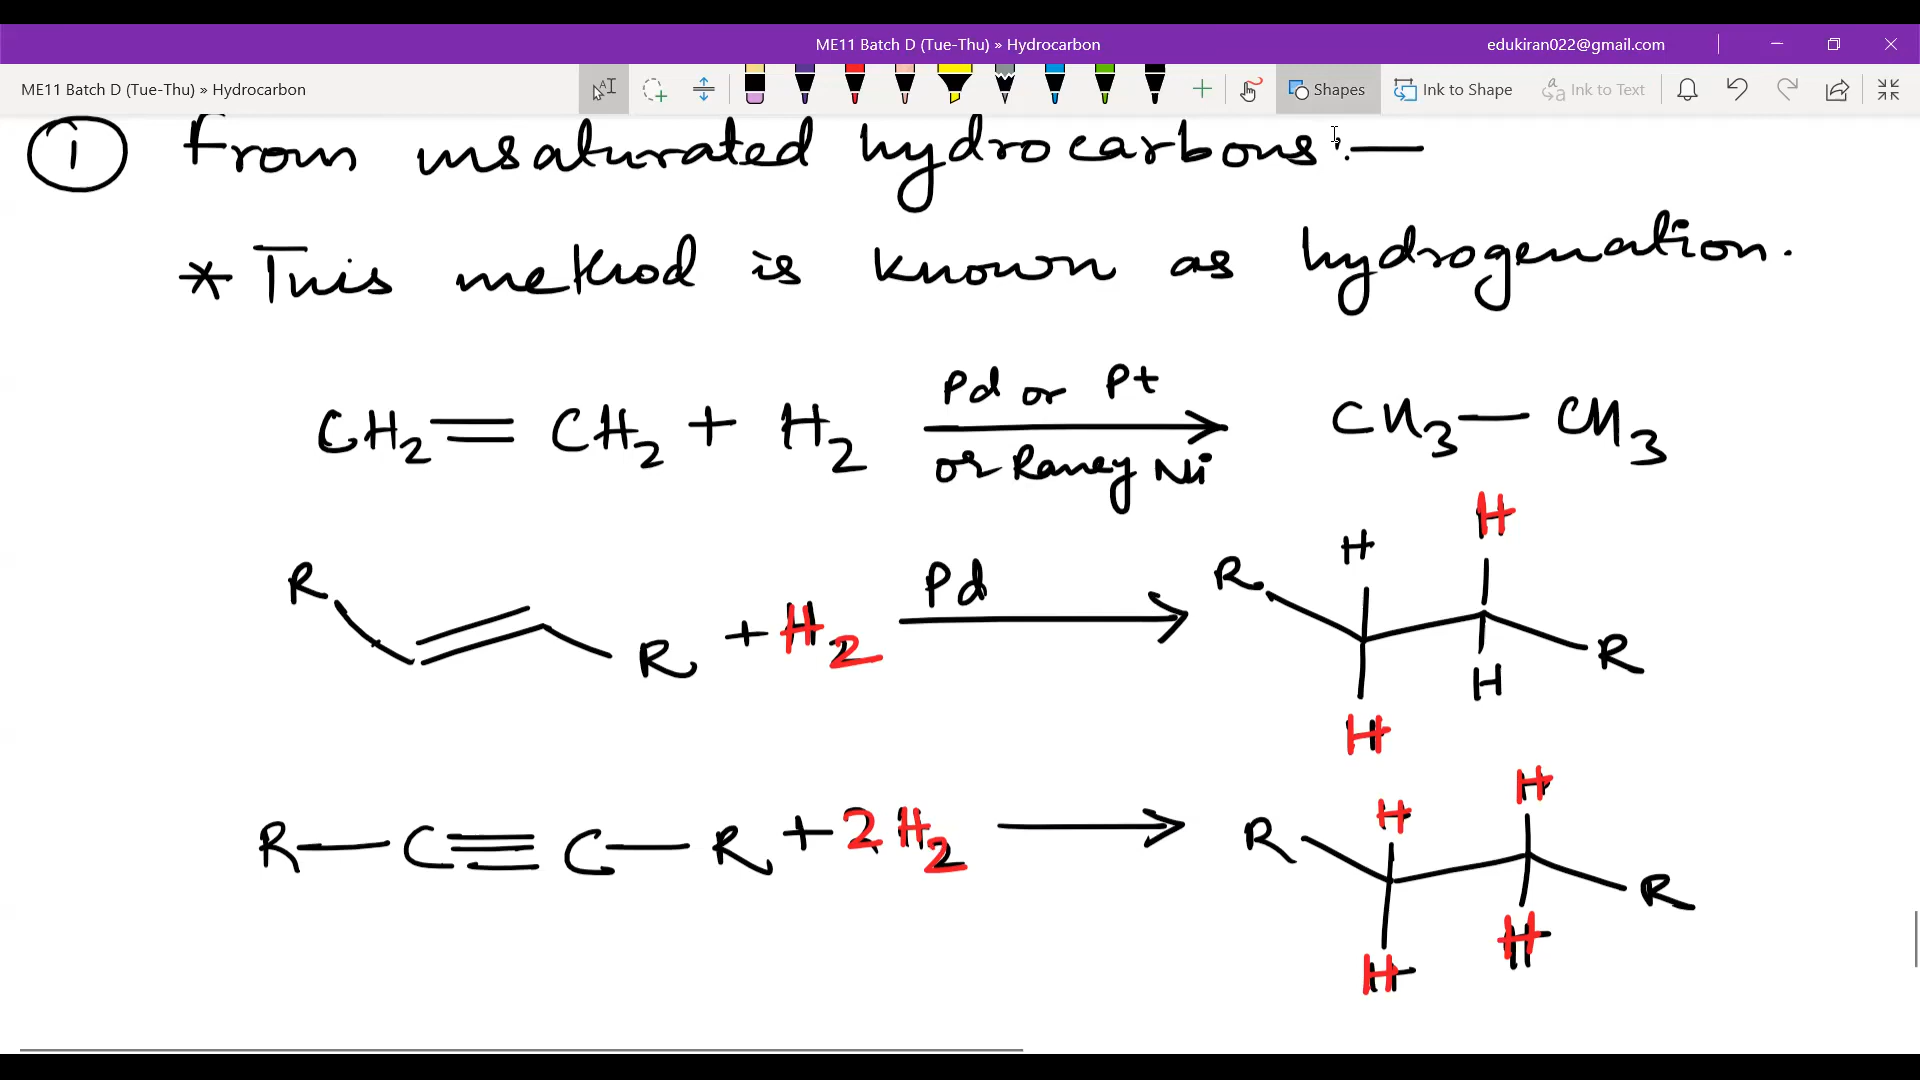 ME11 Batch D (Tue-Thu) » Hydrocarbon
edukiran022@gmail.com
ME11 Batch D (Tue-Thu) » Hydrocarbon
Shapes
Ink to Shape
Ink to Text
① From unsaturated hydrocarbons:—
* This method is known as hydrogenation.
CH₂=CH₂ + H₂ Pd or Pt or Raney Ni → CH₃—CH₃
R R + H₂ Pd → R H H H H R
R—C≡C—R + 2H₂ → R H H H H R